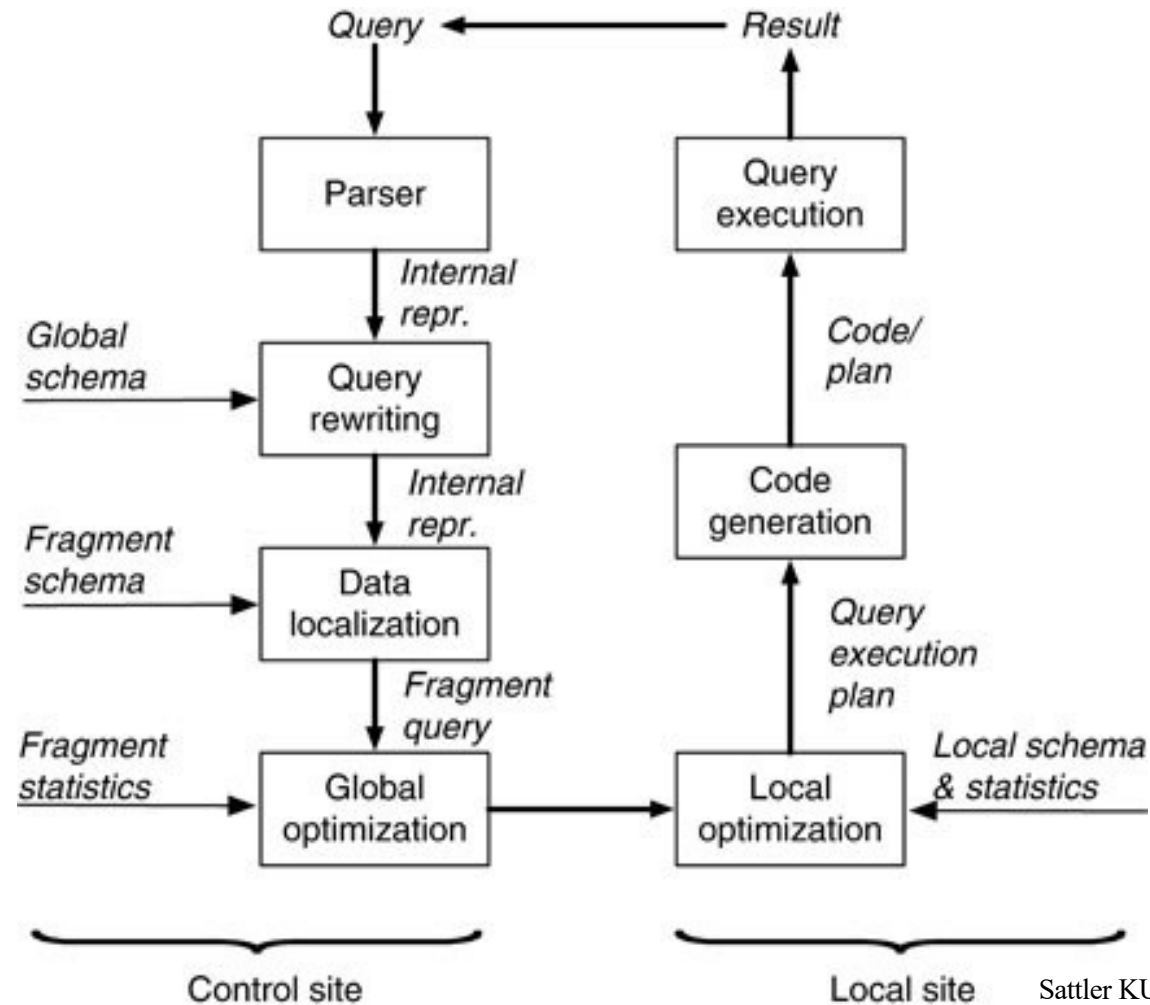 Query
Result
Parser
Query
execution
Internal
repr.
Global
schema
Query
rewriting
Code/
plan
Internal
repr.
Code
generation
Fragment
schema
Data
localization
Query
execution
plan
Fragment
query
Fragment
statistics
Global
optimization
Local
optimization
Local schema
& statistics
Control site
Local site
Sattler KU